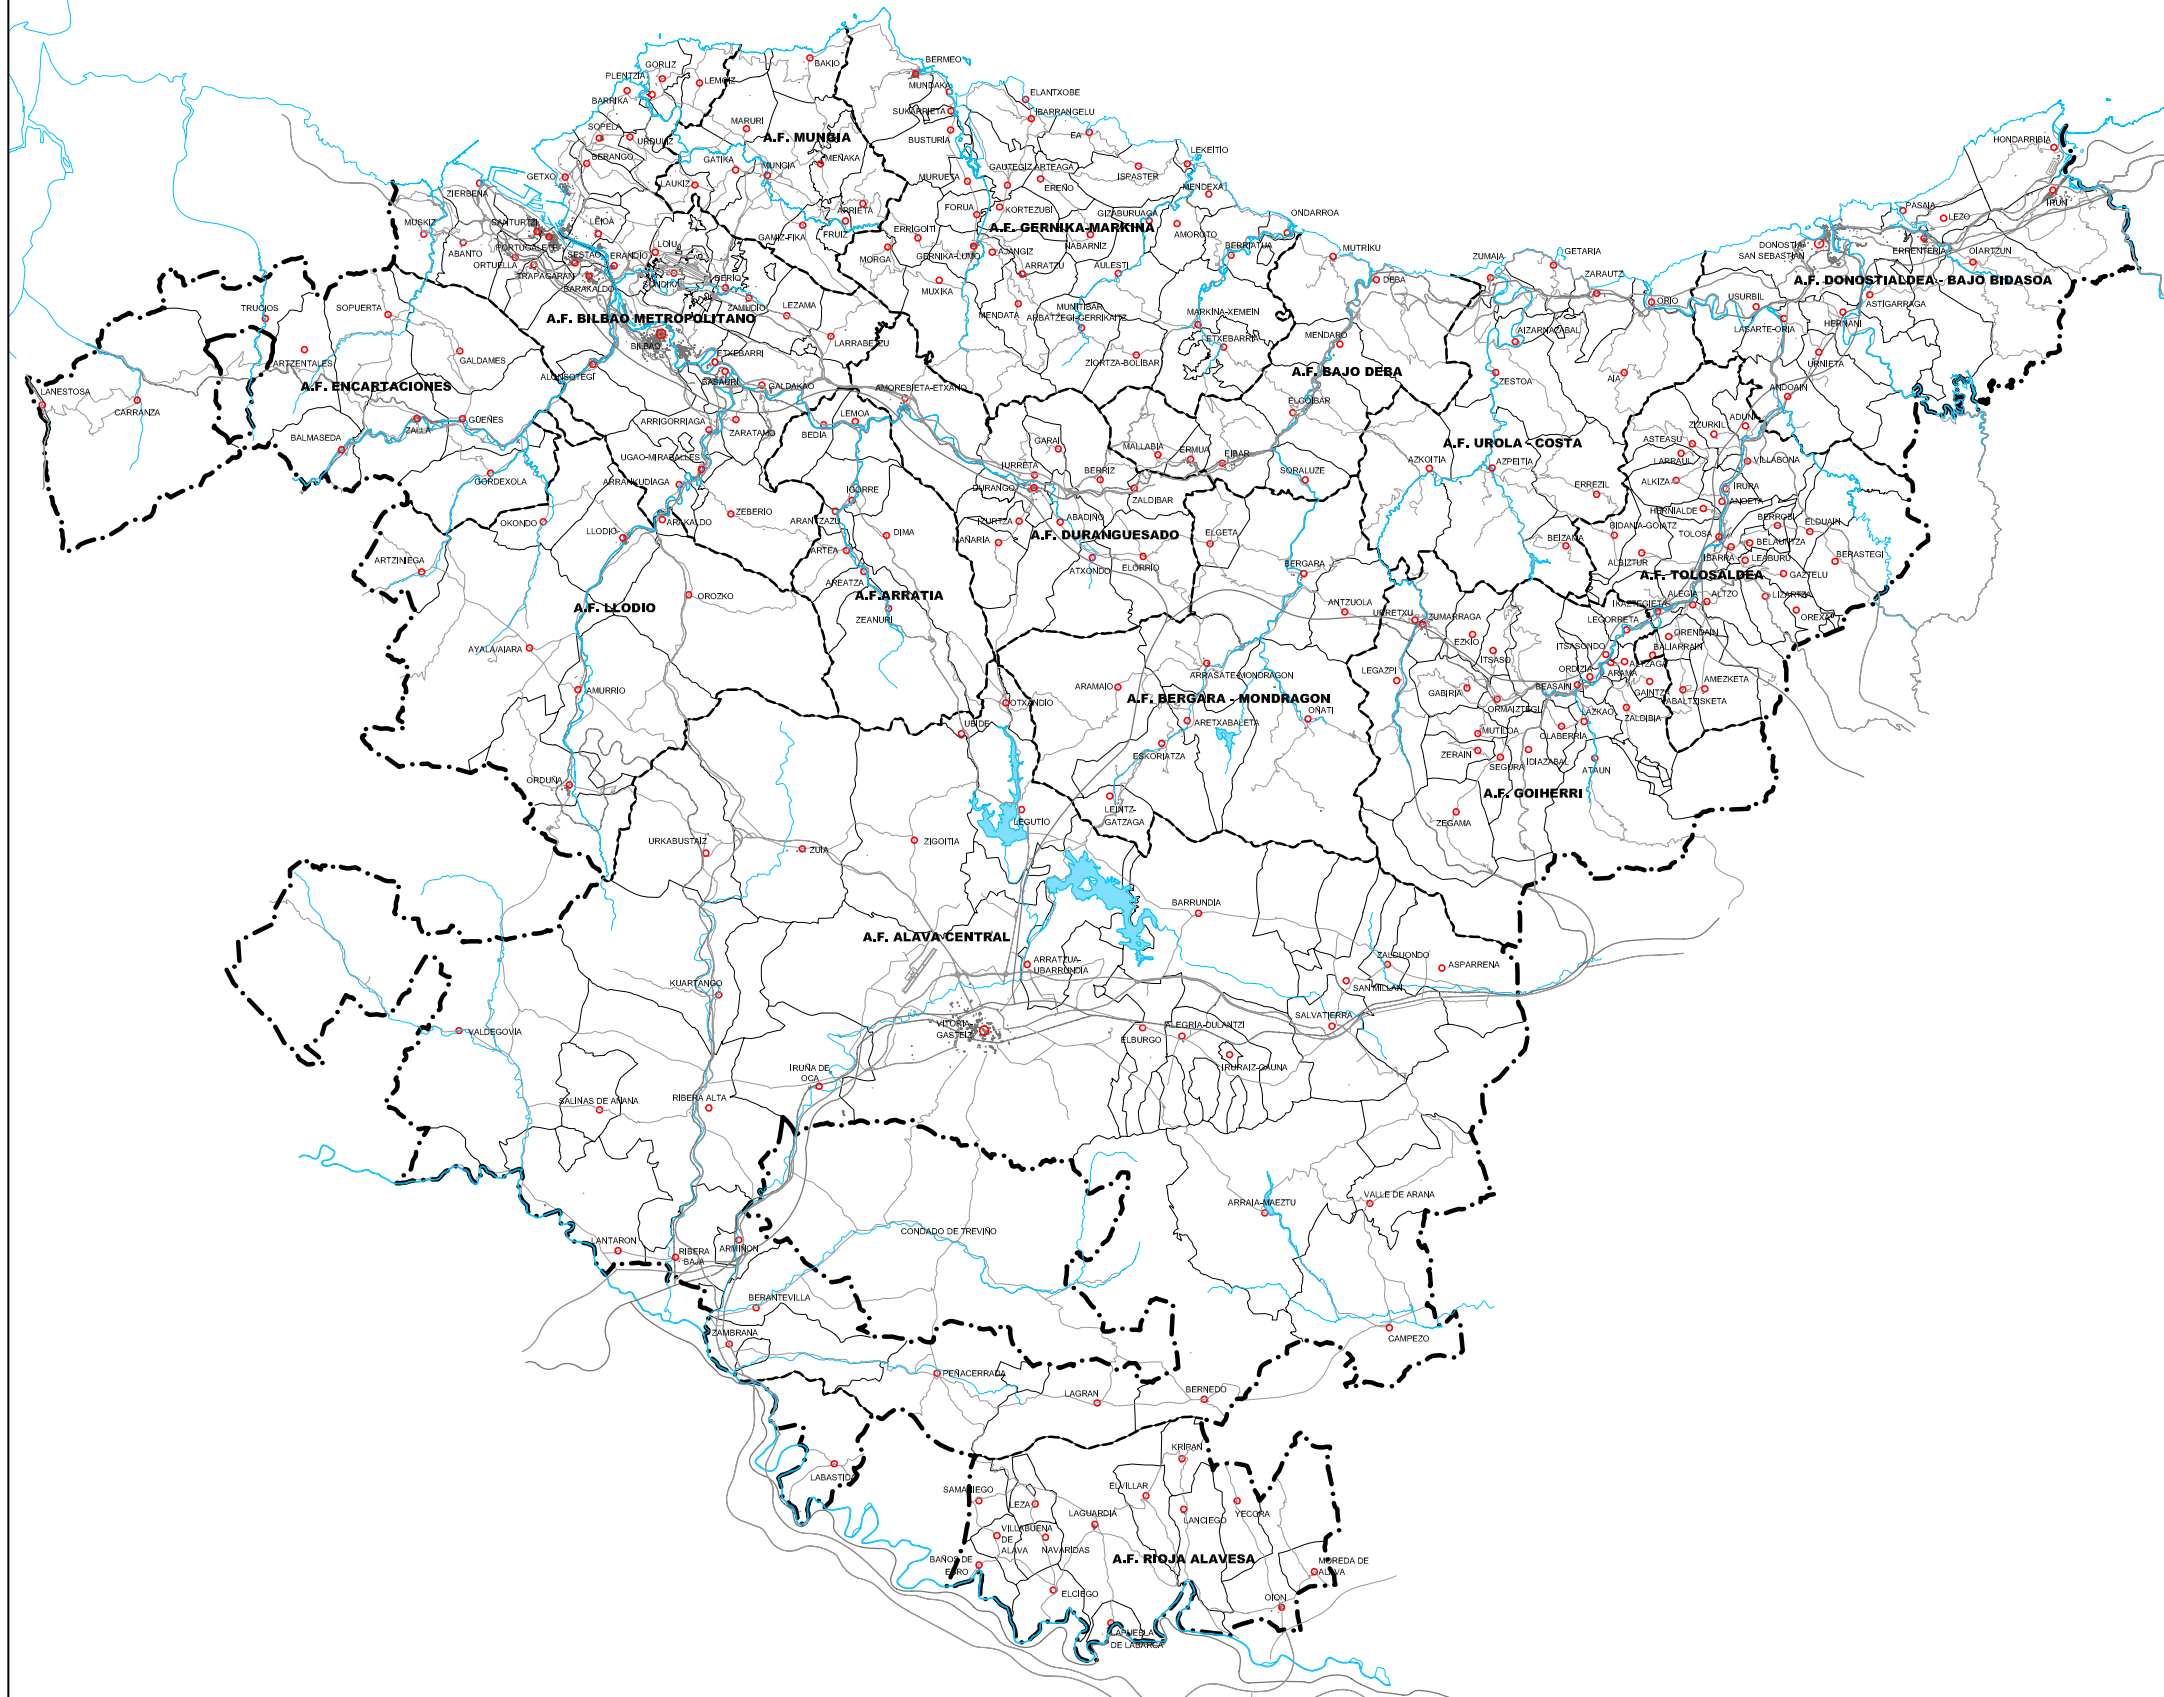 GORLIZ
PLENTZIA
LEMOIZ
BARRIKA
BAKIO
BERMEO
MUNDAKA
SUKARRIETA
BUSTURIA
ELANTXOBE
IBARRANGELU
EA
SOPELA
URDULIZ
BERANGO
MARURI
A.F. MUNGIA
GATIKA
MUNGIA
MEÑAKA
LAUKIZ
GETXO
ZIERBENA
MUSKIZ
SANTURTZI
PORTUGALETE
LEIOA
LOIU
ABANTO
ORTUELLA
TRAPAGARAN
SESTAO
ERANDIO
BARAKALDO
SONDIKA
DERIO
ZAMUDIO
LEZAMA
LARRABETZU
GAMIZ-FIKA
FRUIZ
ARRIETA
MORGA
ERRIGOITI
MURUETA
FORUA
GAUTEGIZ ARTEAGA
EREÑO
ISPASTER
LEKEITIO
MENDEXA
KORTEZUBI
A.F. GERNIKA-MARKINA
GIZABURUAGA
AMOROTO
NABARNIZ
BERRIATUA
ONDARROA
GERNIKA-LUMO
AJANGIZ
ARRATZU
AULESTI
MUXIKA
MENDATA
MUNITIBAR
ARBATZEGI-GERRIKAITZ
MARKINA-XEMEIN
ETXEBARRIA
ZIORTZA-BOLIBAR
MUTRIKU
DEBA
MENDARO
A.F. BAJO DEBA
ELGOIBAR
ZUMAIA
GETARIA
ZARAUTZ
ORIO
AIZARNAZABAL
ZESTOA
AIA
USURBIL
LASARTE-ORIA
HERNANI
URNIETA
ASTIGARRAGA
DONOSTIA
SAN SEBASTIAN
A.F. DONOSTIALDEA - BAJO BIDASOA
PASAIA
LEZO
ERRENTERIA
OIARTZUN
HONDARRIBIA
IRUN
TRUCIOS
SOPUERTA
ARTZENTALES
GALDAMES
A.F. ENCARTACIONES
LANESTOSA
CARRANZA
BALMASEDA
ZALLA
GÜEÑES
GORDEXOLA
A.F. BILBAO METROPOLITANO
BILBAO
ALONSOTEGI
ETXEBARRI
BASAURI
GALDAKAO
ARRIGORRIAGA
ZARATAMO
BEDIA
LEMOA
AMOREBIETA-ETXANO
UGAO-MIRABALLES
ARRANKUDIAGA
ARAKALDO
ZEBERIO
OKONDO
LLODIO
ARTZINIEGA
A.F. LLODIO
OROZKO
AYALA/AIARA
AMURRIO
ORDUÑA
IGORRE
ARANTZAZU
DIMA
ARTEA
AREATZA
A.F.ARRATIA
ZEANURI
GARAI
MALLABIA
ERMUA
EIBAR
IURRETA
BERRIZ
DURANGO
ZALDIBAR
IZURTZA
ABADIÑO
MAÑARIA
A.F. DURANGUESADO
ATXONDO
ELORRIO
SORALUZE
ELGETA
BERGARA
ANTZUOLA
ARAMAIO
ARRASATE-MONDRAGON
A.F. BERGARA - MONDRAGON
ARETXABALETA
OÑATI
ESKORIATZA
LEINTZ-
GATZAGA
OTXANDIO
UBIDE
LEGUTIO
A.F. UROLA - COSTA
AZKOITIA
AZPEITIA
ERREZIL
BEIZAMA
ANDOAIN
ADUNA
ZIZURKIL
ASTEASU
LARRAUL
VILLABONA
ALKIZA
IRURA
ANOETA
HERNIALDE
BIDANIA-GOIATZ
TOLOSA
BERROBI
ELDUAIN
BELAUNTZA
IBARRA
LEABURU
BERASTEGI
ALBIZTUR
A.F. TOLOSALDEA
GAZTELU
LIZARTZA
OREXA
ALEGIA
ALTZO
IKAZTEGIETA
LEGORRETA
ORENDAIN
BALIARRAIN
URRETXU
ZUMARRAGA
EZKIO
ITSASO
LEGAZPI
GABIRIA
ITSASONDO
ORDIZIA
ALTZAGA
ARAMA
BEASAIN
GAINTZA
AMEZKETA
ABALTZISKETA
ORMAIZTEGI
LAZKAO
ZALDIBIA
MUTILOA
OLABERRIA
ZERAIN
SEGURA
IDIAZABAL
ATAUN
A.F. GOIHERRI
ZEGAMA
URKABUSTAIZ
ZUIA
ZIGOITIA
A.F. ALAVA CENTRAL
BARRUNDIA
ARRATZUA-
UBARRUNDIA
ZALDUONDO
ASPARRENA
SAN MILLAN
SALVATIERRA
KUARTANGO
VALDEGOVIA
VITORIA-
GASTEIZ
ELBURGO
ALEGRIA-DULANTZI
IRURAIZ-GAUNA
IRUÑA DE
OCA
SALINAS DE AÑANA
RIBERA ALTA
ARRAIA-MAEZTU
VALLE DE ARANA
CONDADO DE TREVIÑO
LANTARON
RIBERA
BAJA
ARMIÑON
BERANTEVILLA
ZAMBRANA
PEÑACERRADA
LAGRAN
BERNEDO
CAMPEZO
LABASTIDA
SAMANIEGO
LEZA
KRIPAN
ELVILLAR
LANCIEGO
YECORA
LAGUARDIA
VILLABUENA
DE
ALAVA
NAVARIDAS
BAÑOS DE
EBRO
A.F. RIOJA ALAVESA
MOREDA DE
ALAVA
ELCIEGO
OION
LAPUEBLA
DE LABARCA